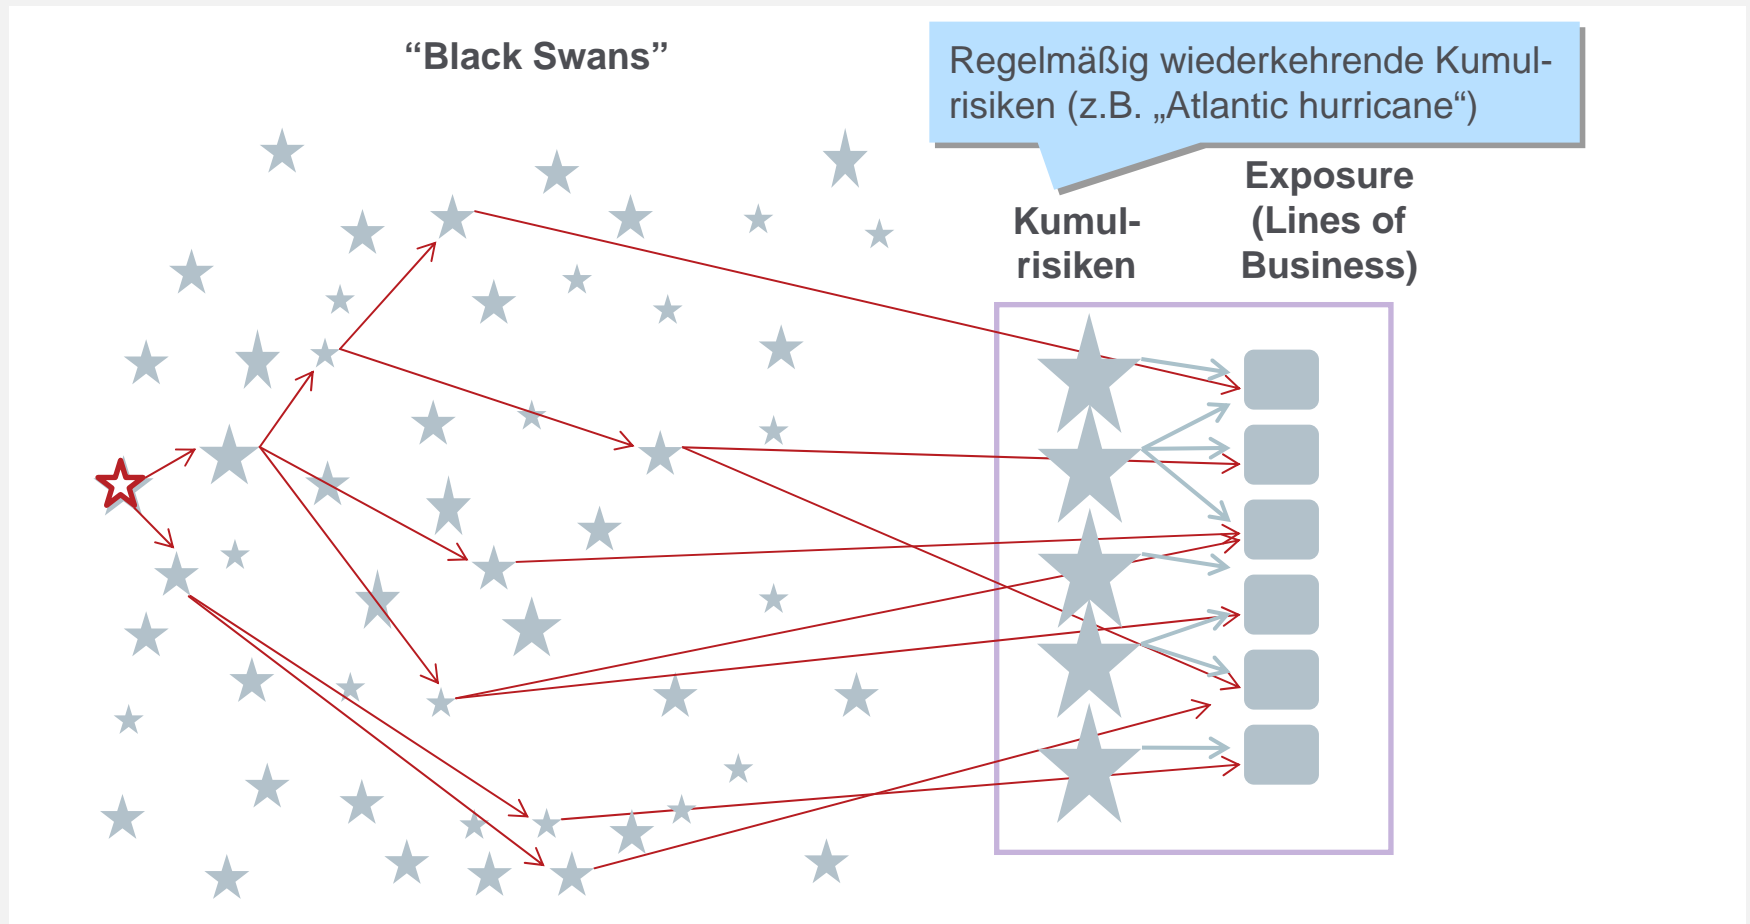 “Black Swans”
Regelmäßig wiederkehrende Kumul-
risiken (z.B. „Atlantic hurricane“)
Kumul-
risiken
Exposure
(Lines of
Business)